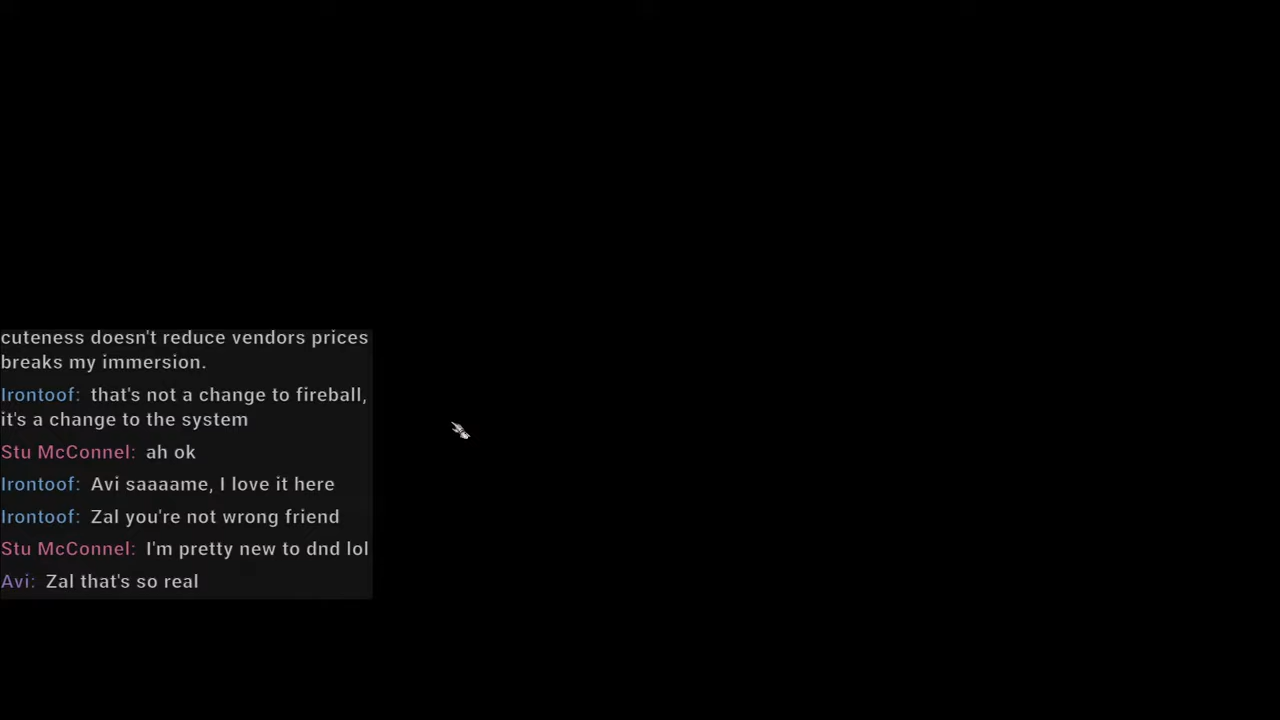 cuteness doesn't reduce vendors prices
breaks my immersion.
Irontoof: that's not a change to fireball,
it's a change to the system
Stu McConnel: ah ok
Irontoof: Avi saaaame, I love it here
Irontoof: Zal you're not wrong friend
Stu McConnel: I'm pretty new to dnd lol
Avi: Zal that's so real